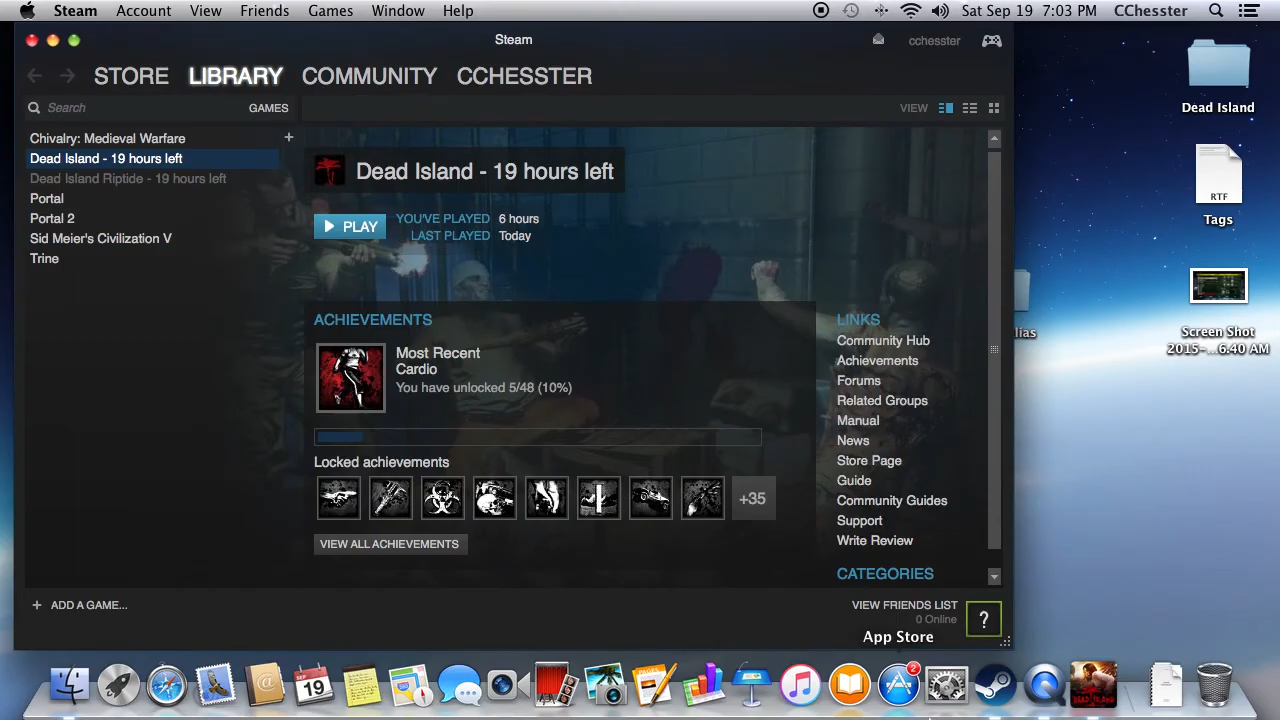 Steam Account View Friends Games Window Help Sat Sep 19 7:03 PM CChesster
Steam
cchesster
STORE LIBRARY COMMUNITY CCHESSTER
Search GAMES
VIEW
Chivalry: Medieval Warfare
Dead Island - 19 hours left
Dead Island Riptide - 19 hours left
Portal
Portal 2
Sid Meier's Civilization V
Trine
Dead Island - 19 hours left
PLAY
YOU'VE PLAYED 6 hours
LAST PLAYED Today
ACHIEVEMENTS
Most Recent
Cardio
You have unlocked 5/48 (10%)
Locked achievements
+35
VIEW ALL ACHIEVEMENTS
LINKS
Community Hub
Achievements
Forums
Related Groups
Manual
News
Store Page
Guide
Community Guides
Support
Write Review
CATEGORIES
+ ADD A GAME...
VIEW FRIENDS LIST
0 Online
?
App Store
Dead Island
RTF
Tags
Screen Shot
2015-...6.40 AM
lias
SEP
19
2
DEAD ISLAND